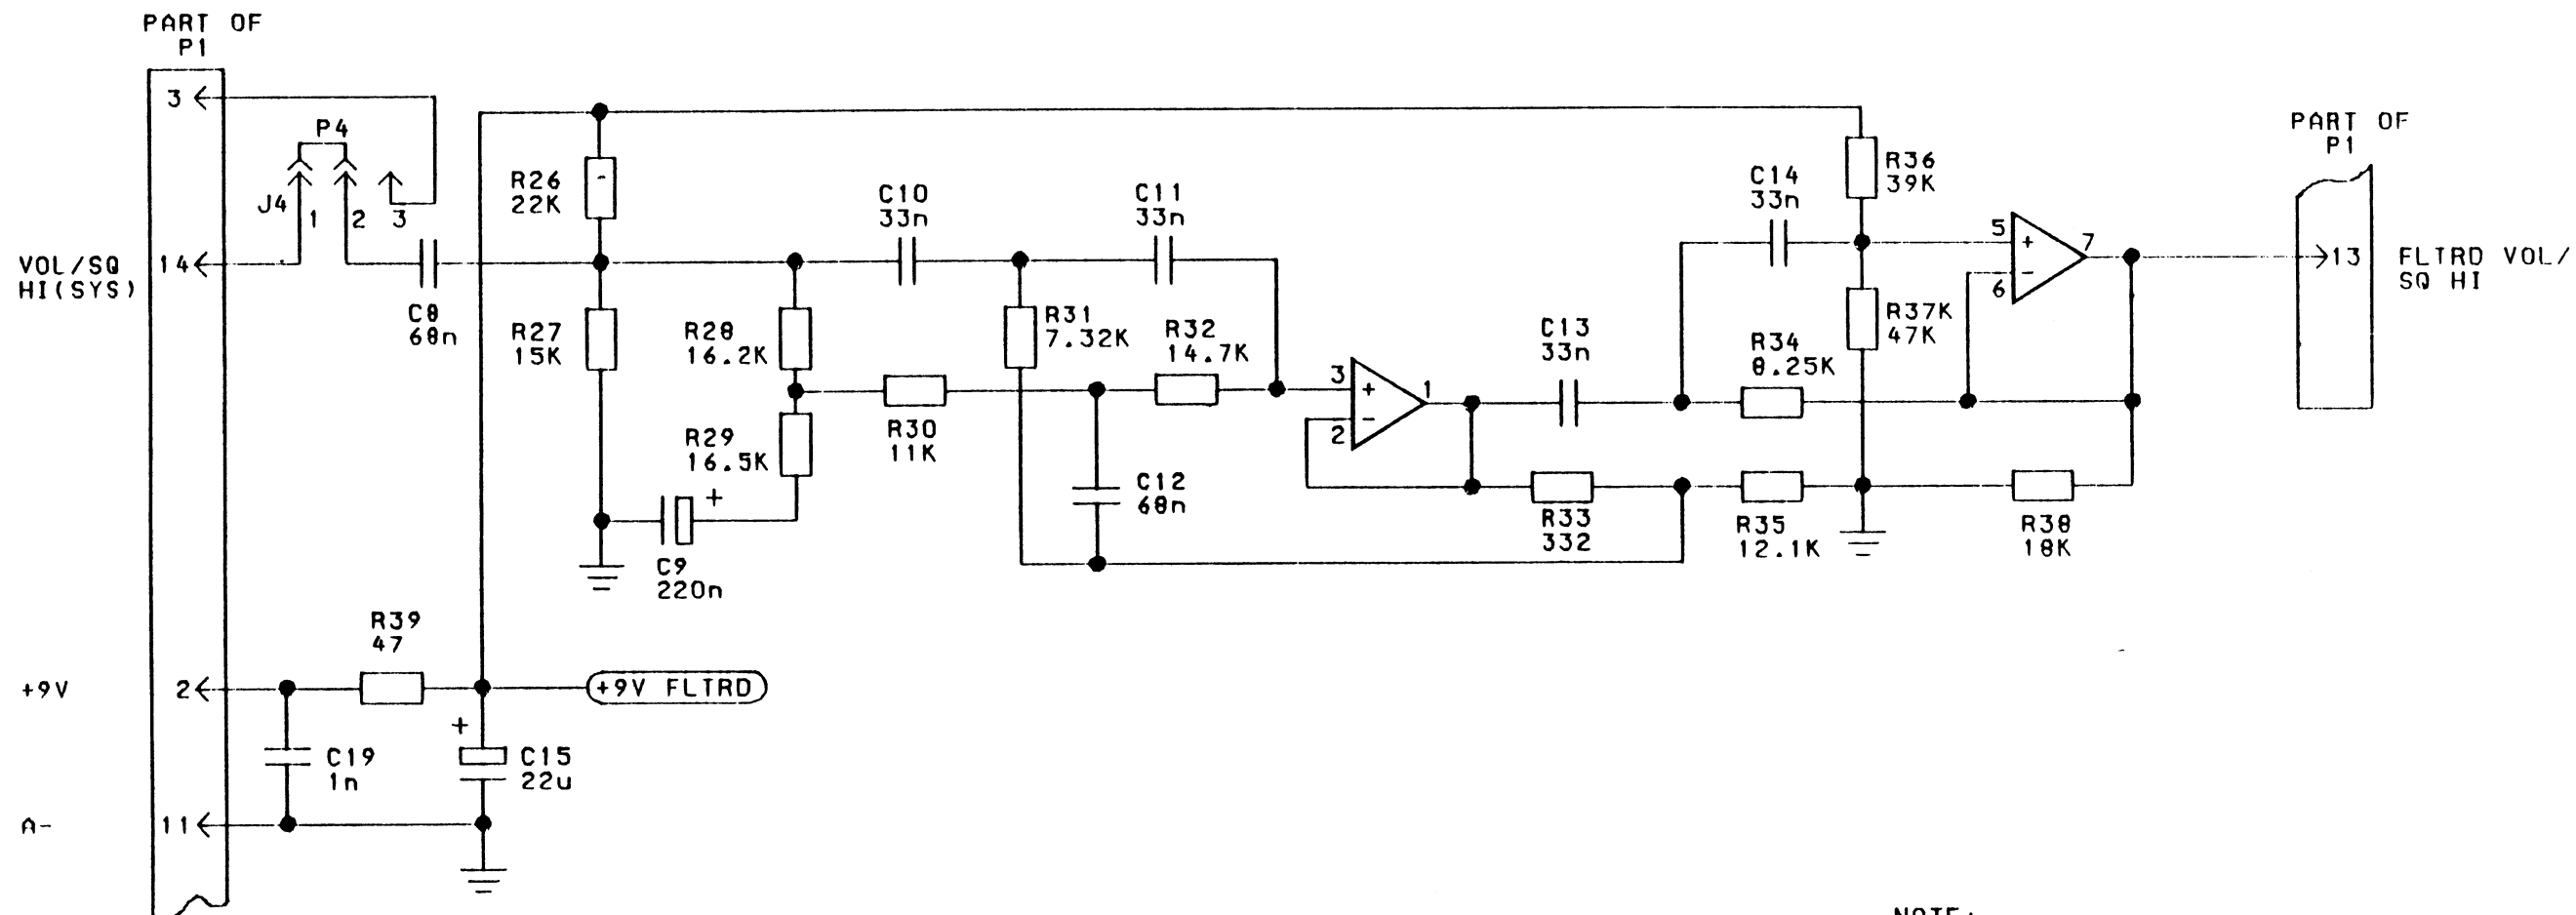 PART OF
P1
3
P4
J4
1
2
3
VOL/SQ
HI(SYS)
14
C8
68n
R26
22K
R27
15K
R28
16.2K
R29
16.5K
+
C9
220n
C10
33n
C11
33n
R31
7.32K
R32
14.7K
R30
11K
C12
68n
3
+
-
2
1
C13
33n
R33
332
C14
33n
R36
39K
R37K
47K
R34
8.25K
R35
12.1K
R38
18K
5
+
-
6
7
PART OF
P1
13
FLTRD VOL/
SQ HI
R39
47
+9V
2
+9V FLTRD
+
C19
1n
C15
22u
A-
11
NOTE: